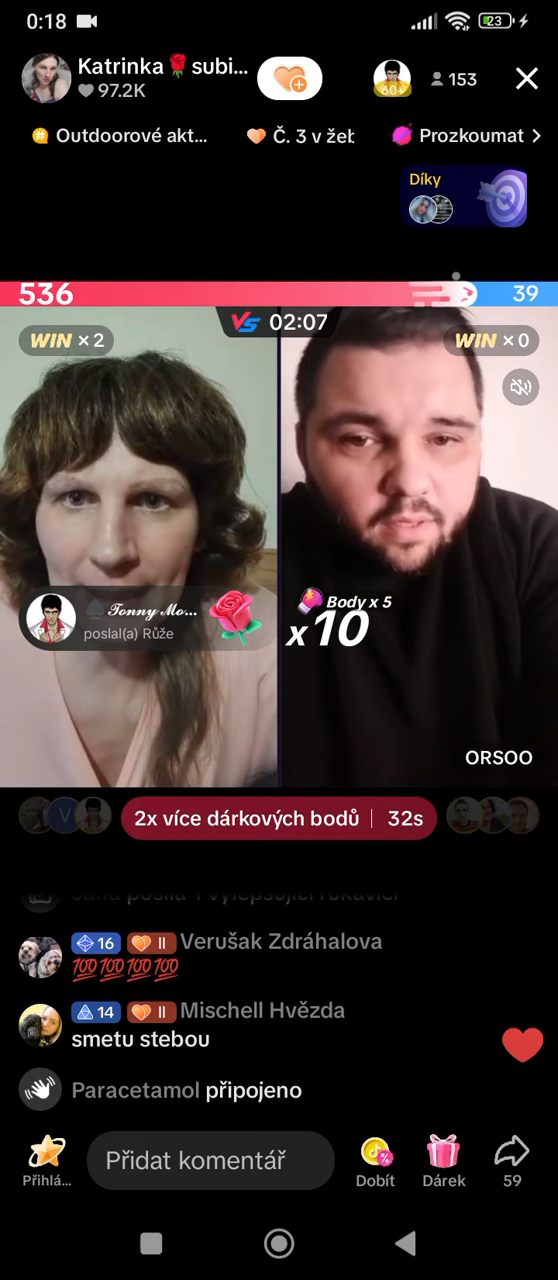 0:18
23
Katrinka🌹subi...
97.2K
60+
153
Outdoorové akt...
Č. 3 v žeb
Prozkoumat
Díky
536
39
VS 02:07
WIN × 2
WIN × 0
♠️ 𝒯𝑜𝓃𝓃𝓎 𝑀𝑜...
poslal(a) Růže
Body x 5
x10
ORSOO
V
2x více dárkových bodů | 32s
16 II Verušak Zdráhalova
💯💯💯💯
14 II Mischell Hvězda
smetu stebou
Paracetamol připojeno
Přidat komentář
Přihlá...
Dobít
Dárek
59